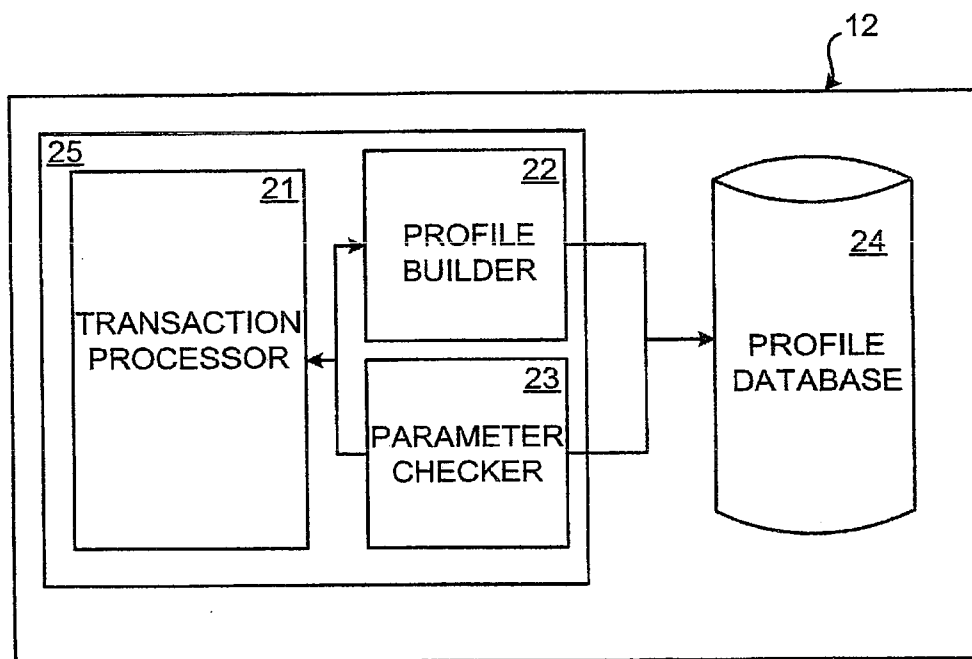 12
25
21
TRANSACTION
PROCESSOR
22
PROFILE
BUILDER
23
PARAMETER
CHECKER
24
PROFILE
DATABASE